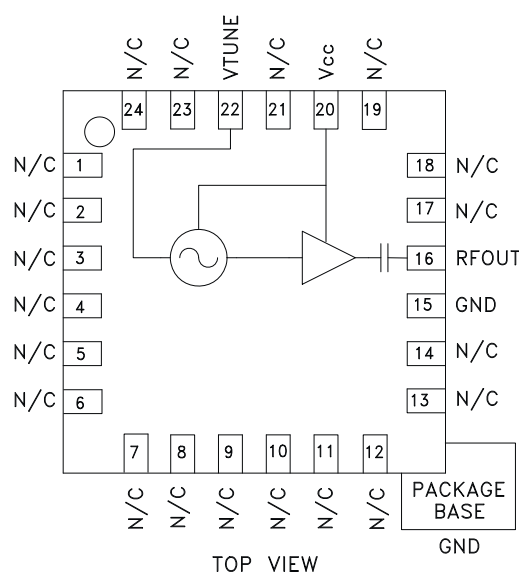 N/C
N/C
VTUNE
N/C
Vcc
N/C
24
23
22
21
20
19
N/C 1
18 N/C
N/C 2
17 N/C
N/C 3
16 RFOUT
N/C 4
15 GND
N/C 5
14 N/C
N/C 6
13 N/C
7
8
9
10
11
12
N/C
N/C
N/C
N/C
N/C
N/C
PACKAGE
BASE
GND
TOP VIEW